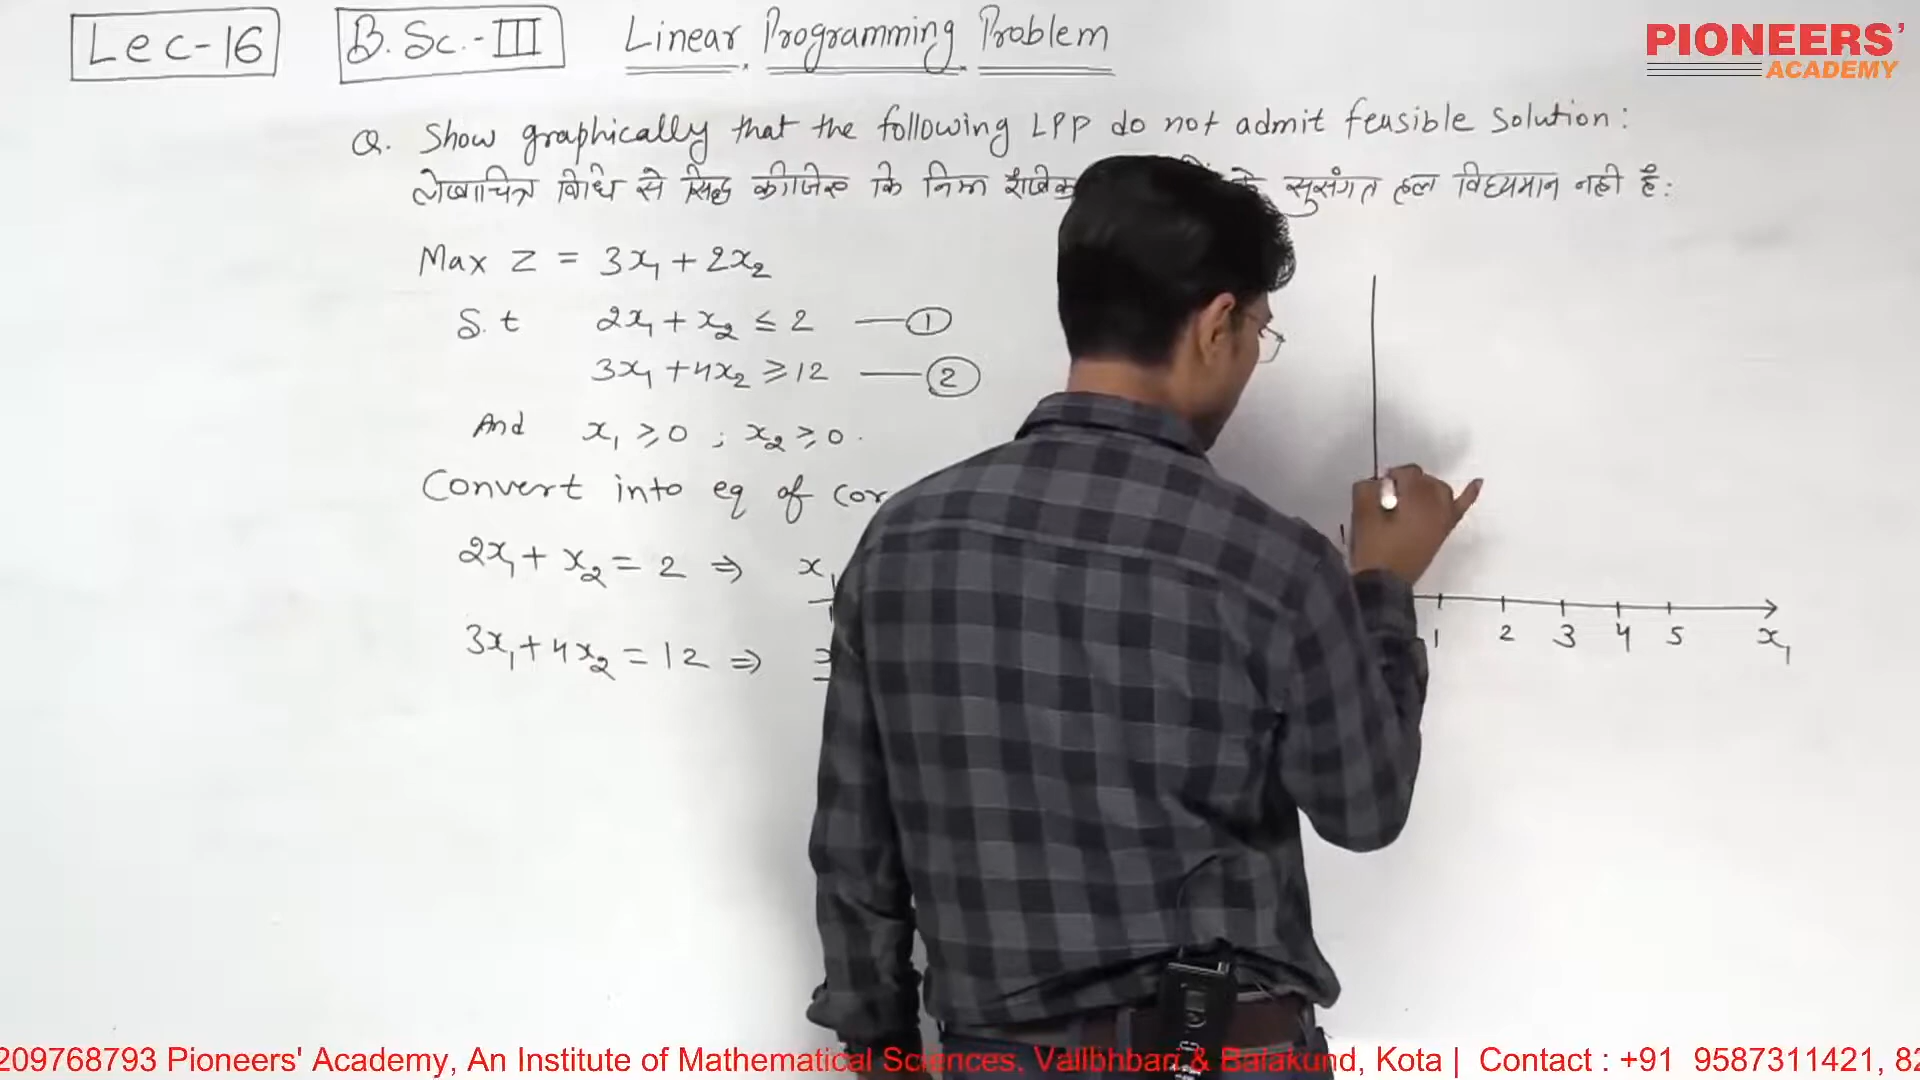 Lec-16 B.Sc.-III Linear Programming Problem
PIONEERS'
ACADEMY
Q. Show graphically that the following LPP do not admit feasible solution:
लेखाचित्र विधि से सिद्ध कीजिए कि निम्न सुसंगत हल विद्यमान नही है:
Max Z = 3x₁ + 2x₂
S.t 2x₁ + x₂ ≤ 2 — ①
3x₁ + 4x₂ ≥ 12 — ②
And x₁ ≥ 0 ; x₂ ≥ 0.
Convert into eq of
2x₁ + x₂ = 2 ⇒ x₁
3x₁ + 4x₂ = 12 ⇒
1 2 3 4 5 x₁
209768793 Pioneers' Academy, An Institute of Mathematical Sciences. Vallbhbari & Balakund, Kota | Contact : +91 9587311421, 82